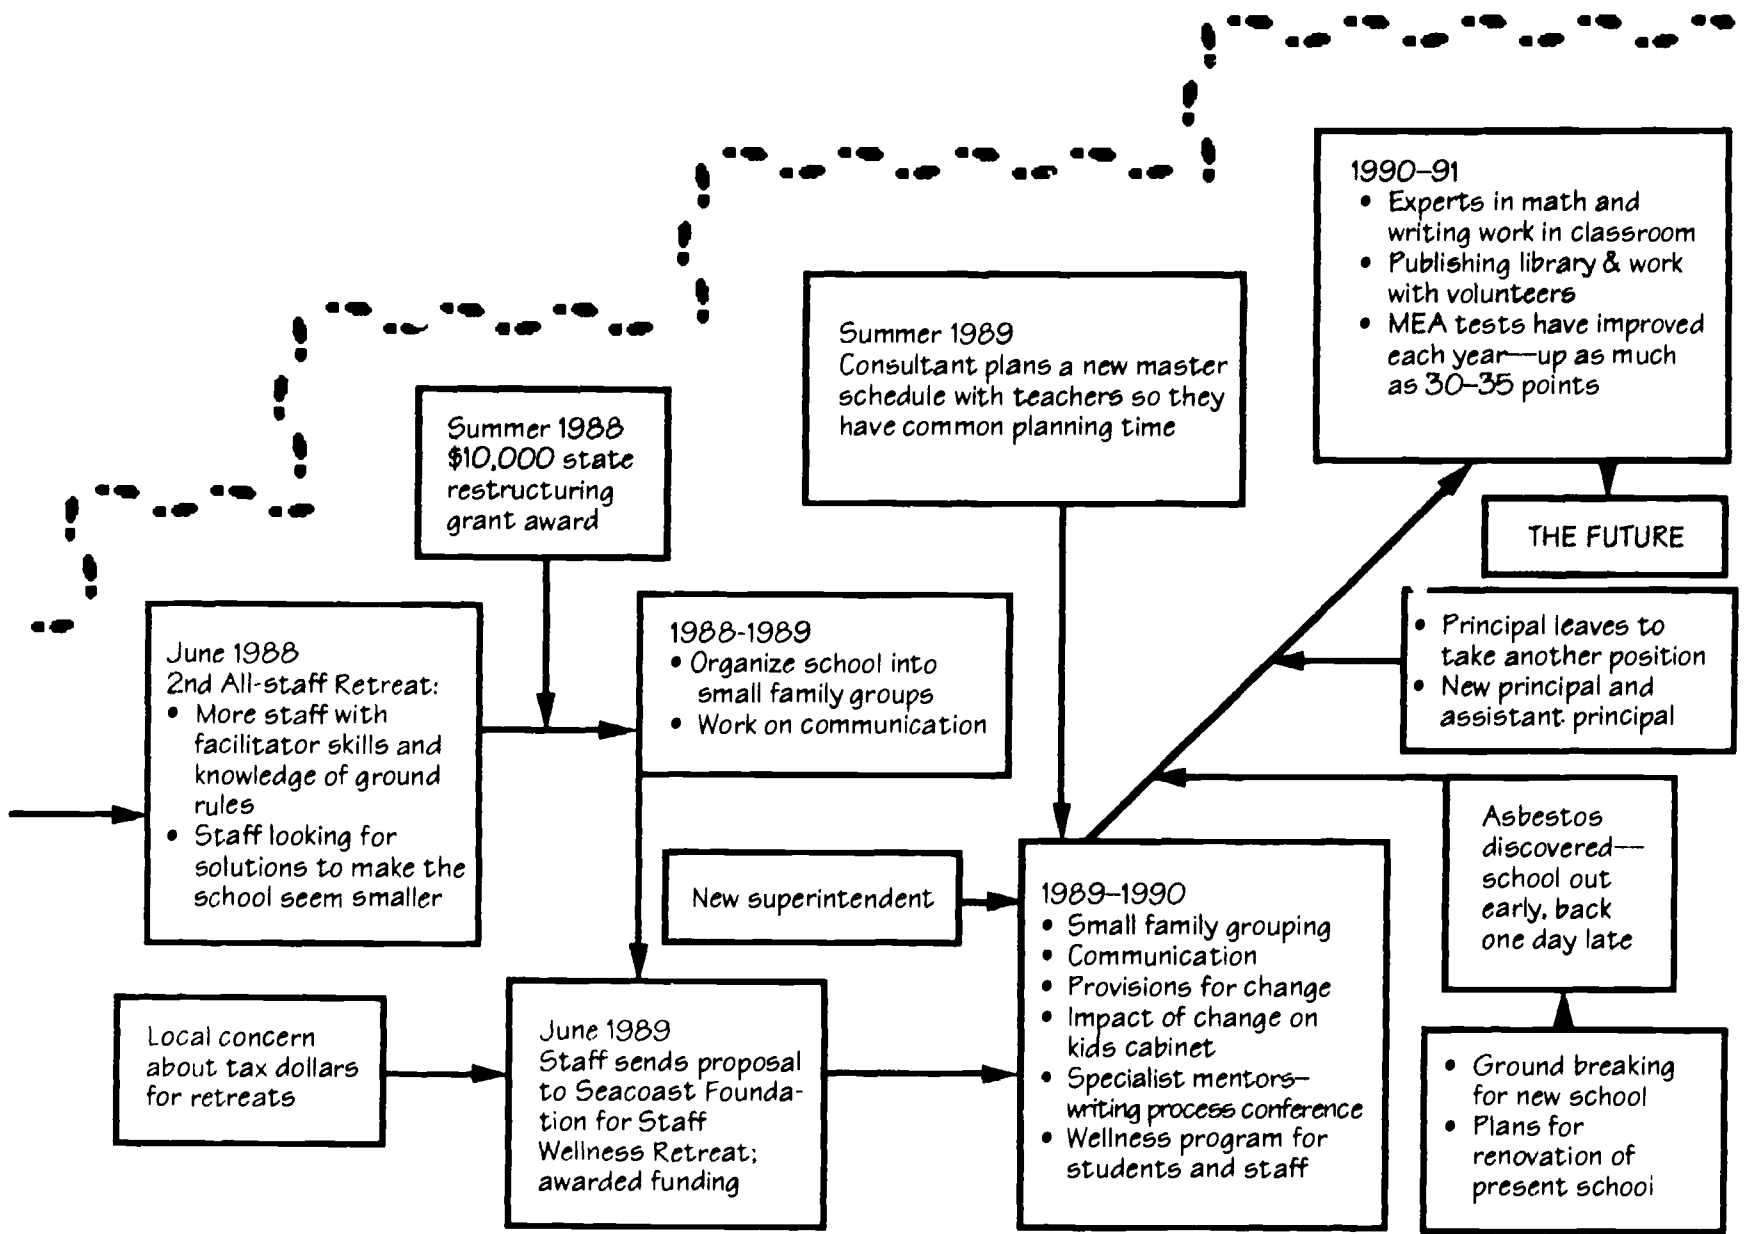 1990–91
• Experts in math and
writing work in classroom
• Publishing library & work
with volunteers
• MEA tests have improved
each year—up as much
as 30–35 points
Summer 1989
Consultant plans a new master
schedule with teachers so they
have common planning time
Summer 1988
$10,000 state
restructuring
grant award
THE FUTURE
June 1988
2nd All-staff Retreat:
• More staff with
facilitator skills and
knowledge of ground
rules
• Staff looking for
solutions to make the
school seem smaller
1988-1989
• Organize school into
small family groups
• Work on communication
• Principal leaves to
take another position
• New principal and
assistant principal
Asbestos
discovered—
school out
early, back
one day late
New superintendent
1989–1990
• Small family grouping
• Communication
• Provisions for change
• Impact of change on
kids cabinet
• Specialist mentors–
writing process conference
• Wellness program for
students and staff
Local concern
about tax dollars
for retreats
June 1989
Staff sends proposal
to Seacoast Founda-
tion for Staff
Wellness Retreat;
awarded funding
• Ground breaking
for new school
• Plans for
renovation of
present school